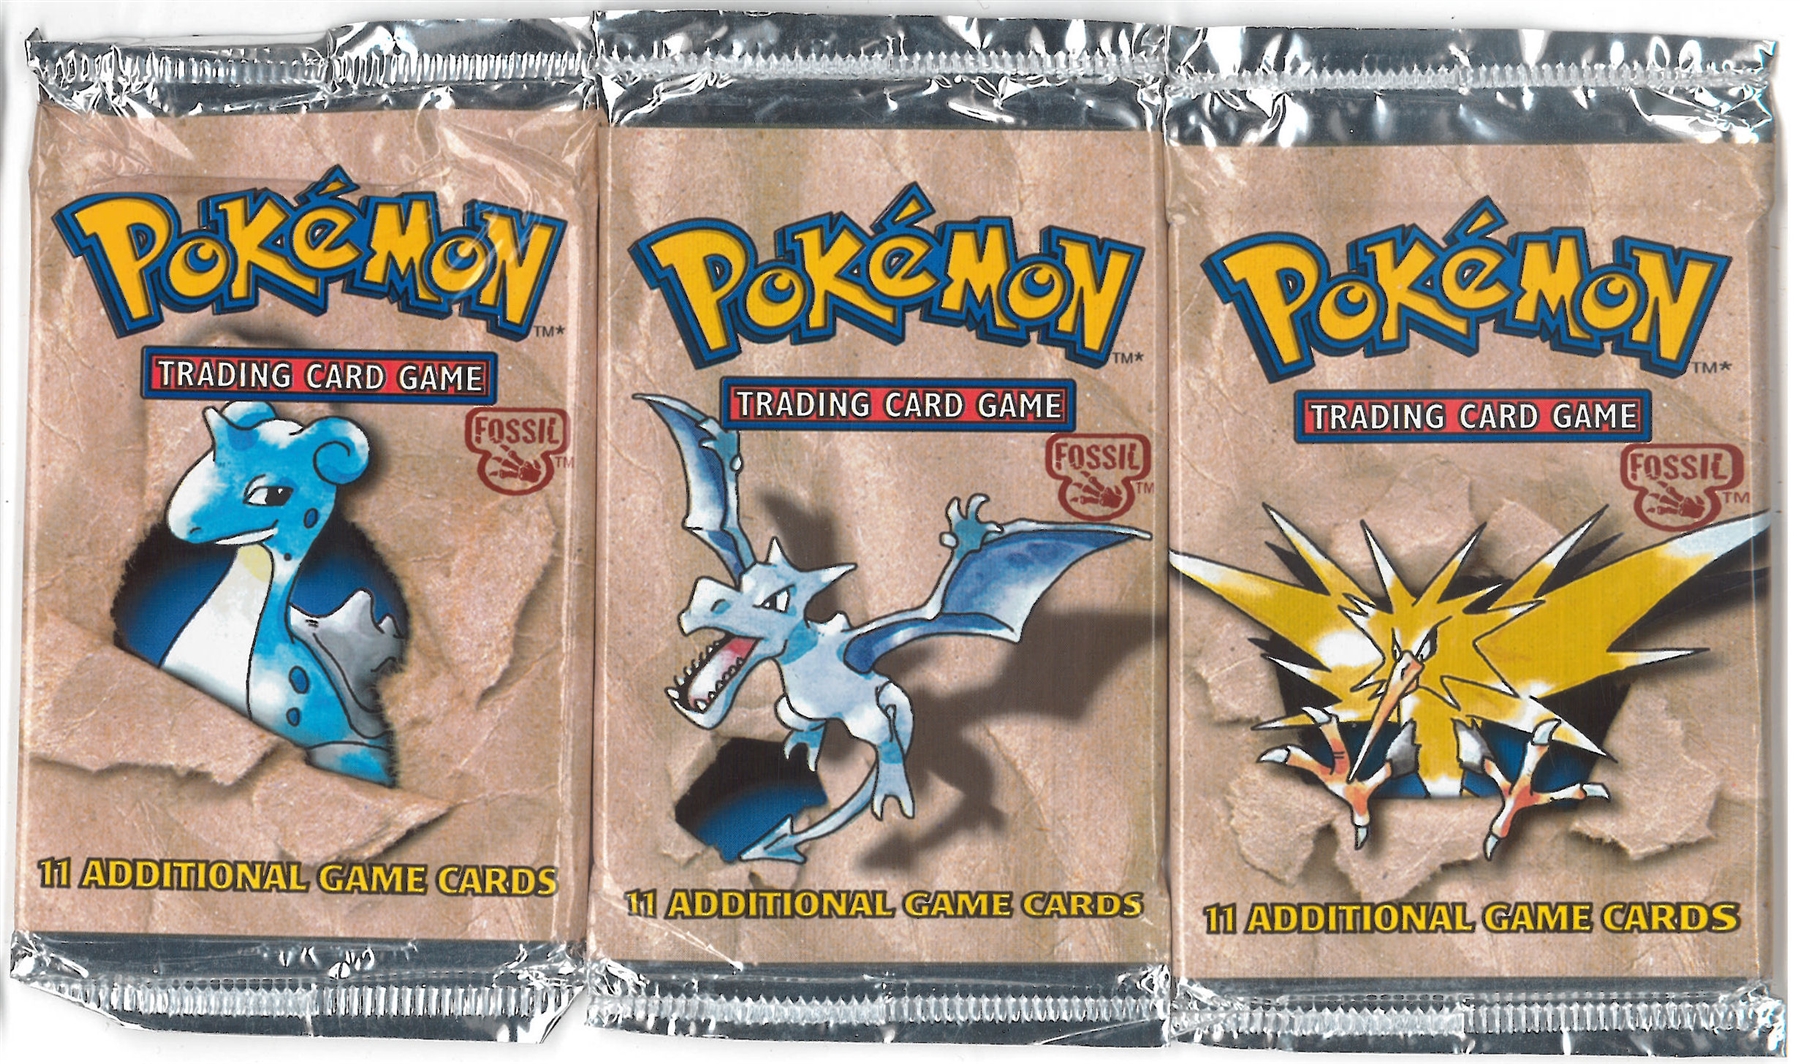 POKéMON
TM*
TRADING CARD GAME
FOSSIL
TM
11 ADDITIONAL GAME CARDS
POKéMON
TM*
TRADING CARD GAME
FOSSIL
TM
11 ADDITIONAL GAME CARDS
POKéMON
TM*
TRADING CARD GAME
FOSSIL
TM
11 ADDITIONAL GAME CARDS